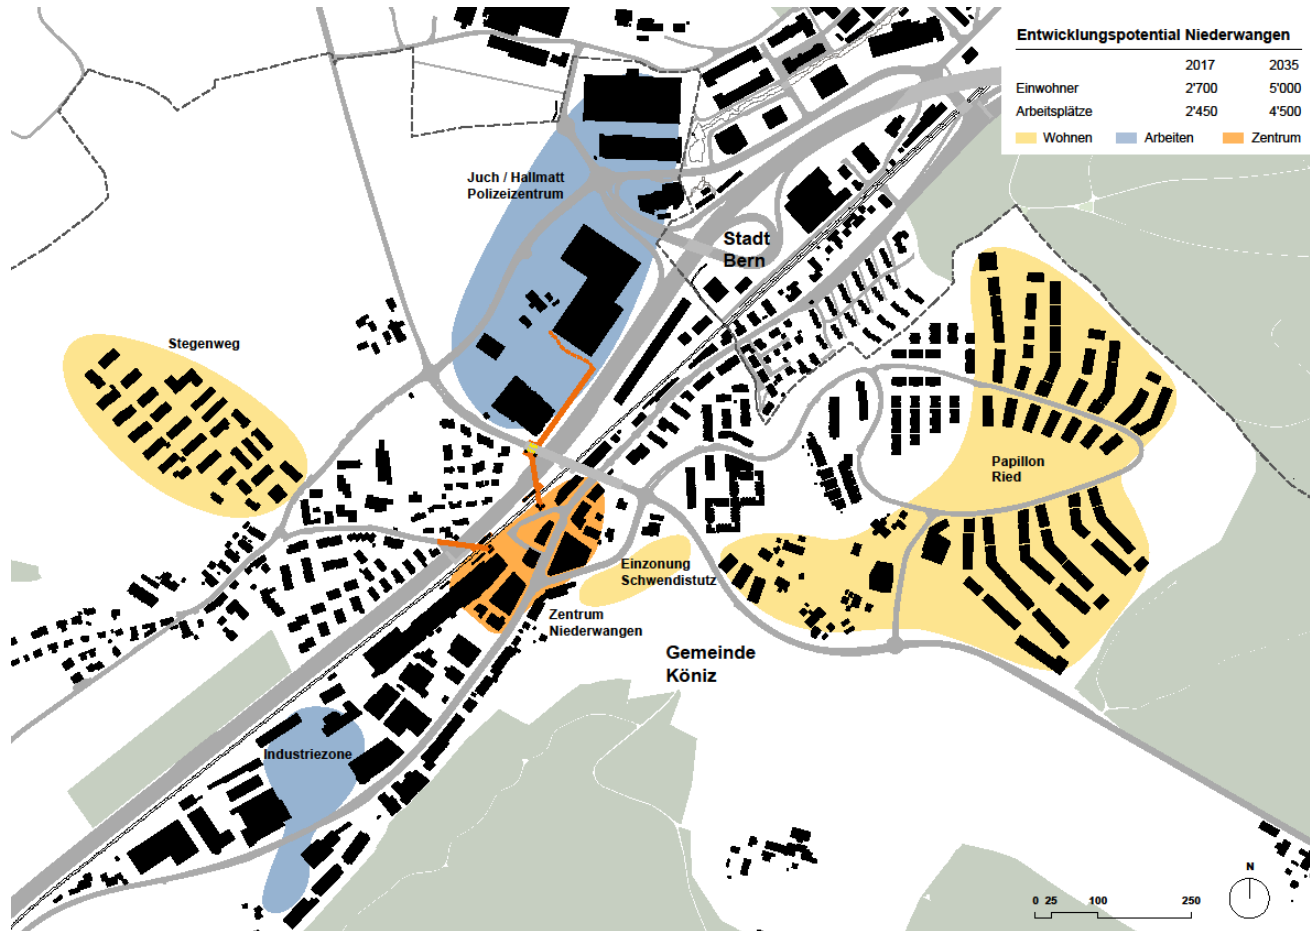 Entwicklungspotential Niederwangen
2017 2035
Einwohner 2'700 5'000
Arbeitsplätze 2'450 4'500
Wohnen Arbeiten Zentrum
Juch / Hallmatt
Polizeizentrum
Stadt
Bern
Stegenweg
Papillon
Ried
Einzonung
Schwendistutz
Zentrum
Niederwangen
Gemeinde
Köniz
Industriezone
N
0 25 100 250